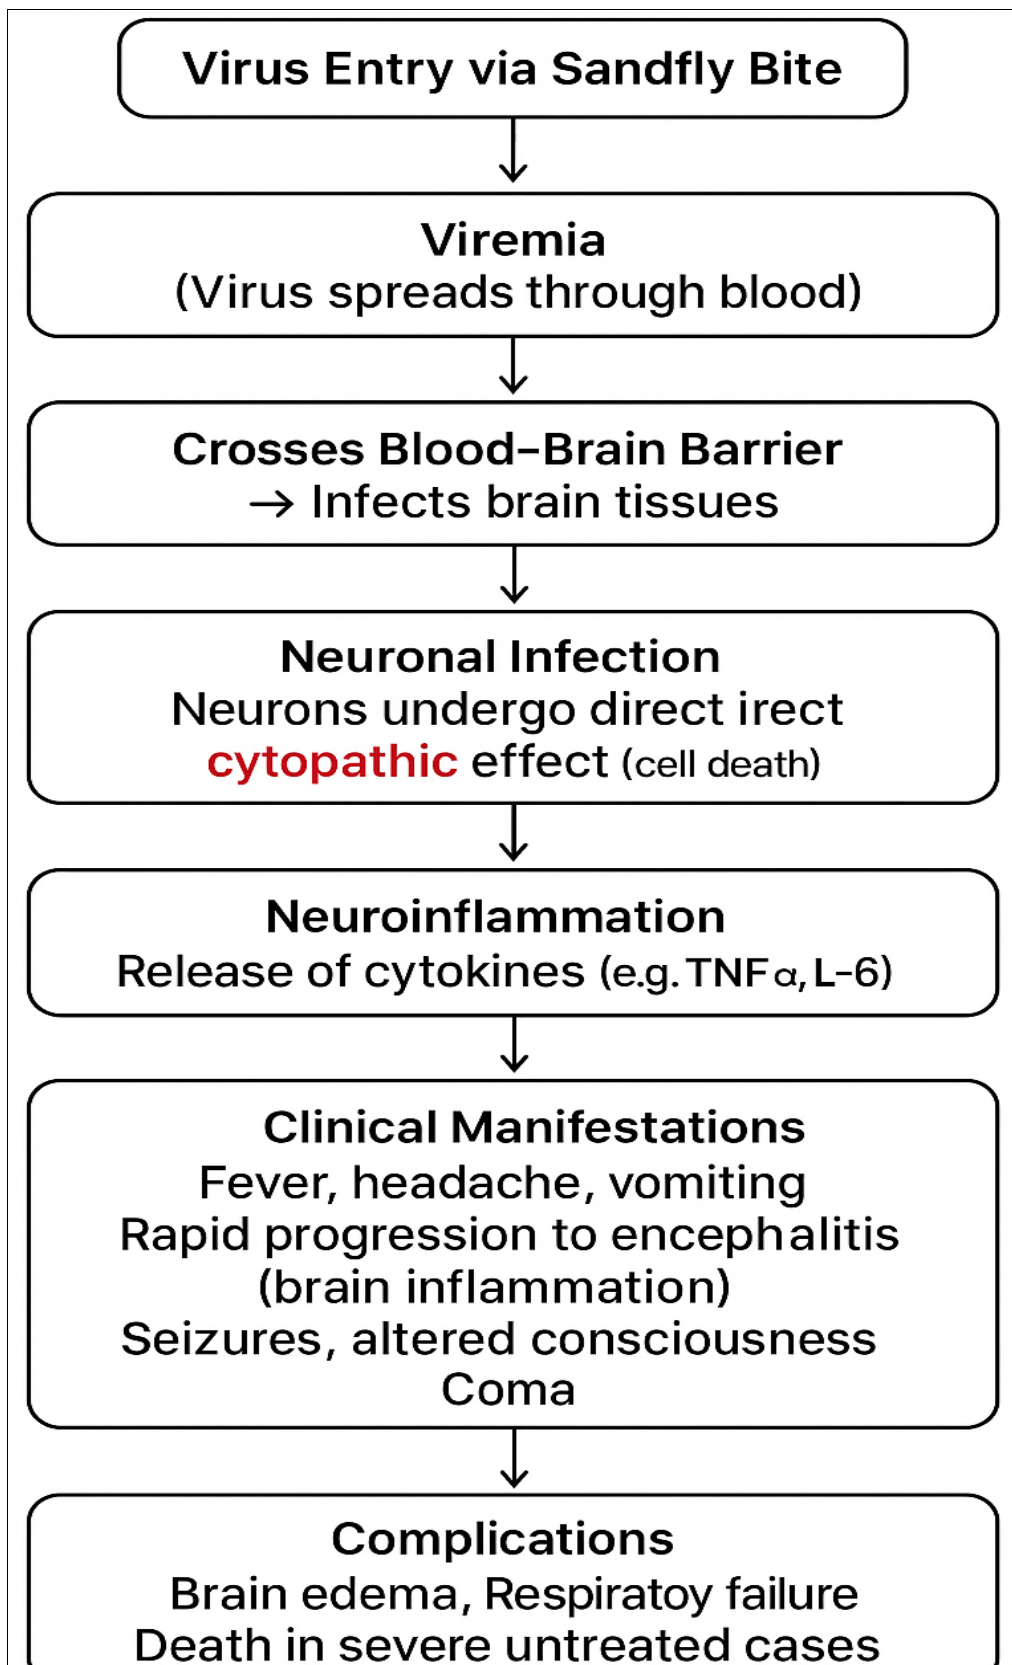 Virus Entry via Sandfly Bite
Viremia
(Virus spreads through blood)
Crosses Blood–Brain Barrier
→ Infects brain tissues
Neuronal Infection
Neurons undergo direct irect
cytopathic effect (cell death)
Neuroinflammation
Release of cytokines (e.g. TNF α, L-6)
Clinical Manifestations
Fever, headache, vomiting
Rapid progression to encephalitis
(brain inflammation)
Seizures, altered consciousness
Coma
Complications
Brain edema, Respiratoy failure
Death in severe untreated cases